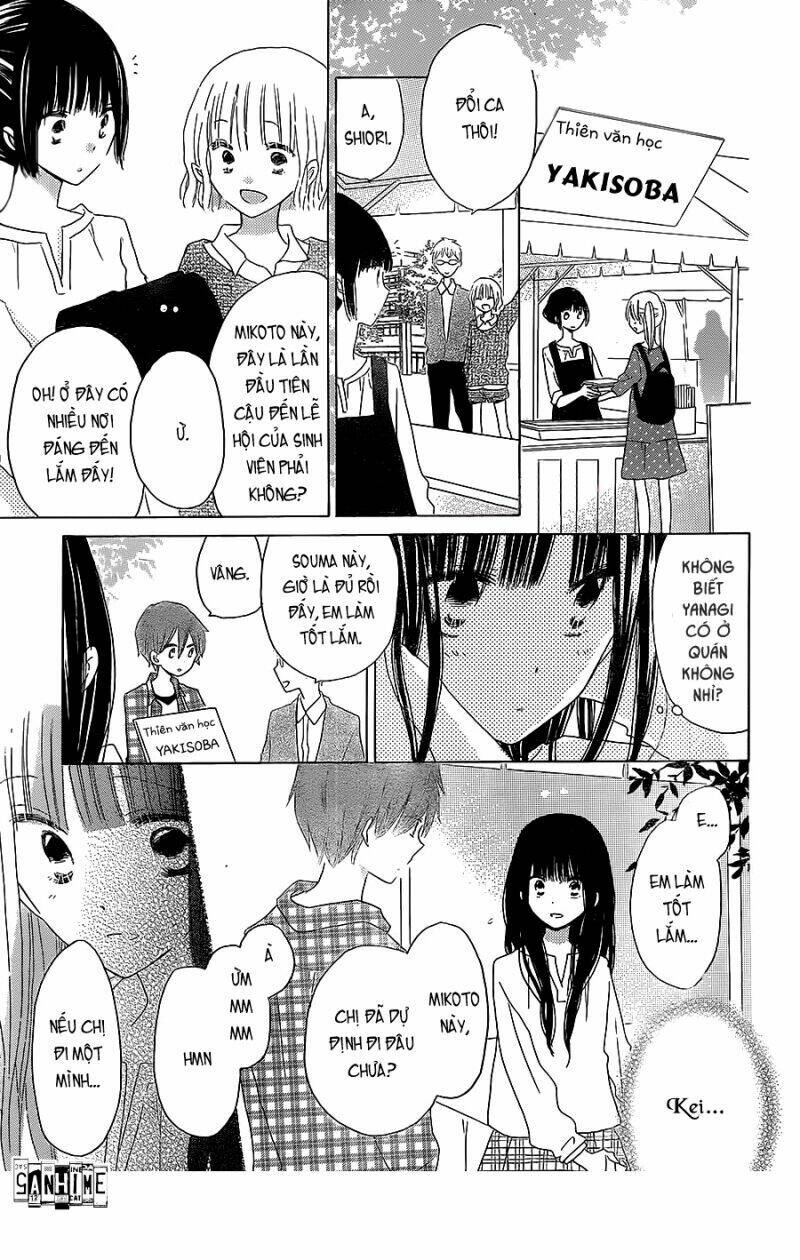 Thiên văn học
YAKISOBA
ĐỔI CA
THÔI!
A,
SHIORI.
MIKOTO NÀY,
ĐÂY LÀ LẦN
ĐẦU TIÊN
CẬU ĐẾN LỄ
HỘI CỦA SINH
VIÊN PHẢI
KHÔNG?
Ừ.
OH! Ở ĐÂY CÓ
NHIỀU NƠI
ĐÁNG ĐẾN
LẮM ĐẤY!
KHÔNG
BIẾT
YANAGI
CÓ Ở
QUÁN
KHÔNG
NHỈ?
SOUMA NÀY,
GIỜ LÀ ĐỦ RỒI
ĐẤY, EM LÀM
TỐT LẮM.
VÂNG.
Thiên văn học
YAKISOBA
E...
EM LÀM
TỐT
LẮM...
Kei...
MIKOTO
NÀY,
CHỊ ĐÃ DỰ
ĐỊNH ĐI ĐÂU
CHƯA?
À
ỪM
MM
MM
HMN
NẾU CHỊ
ĐI MỘT
MÌNH...
SANHIME